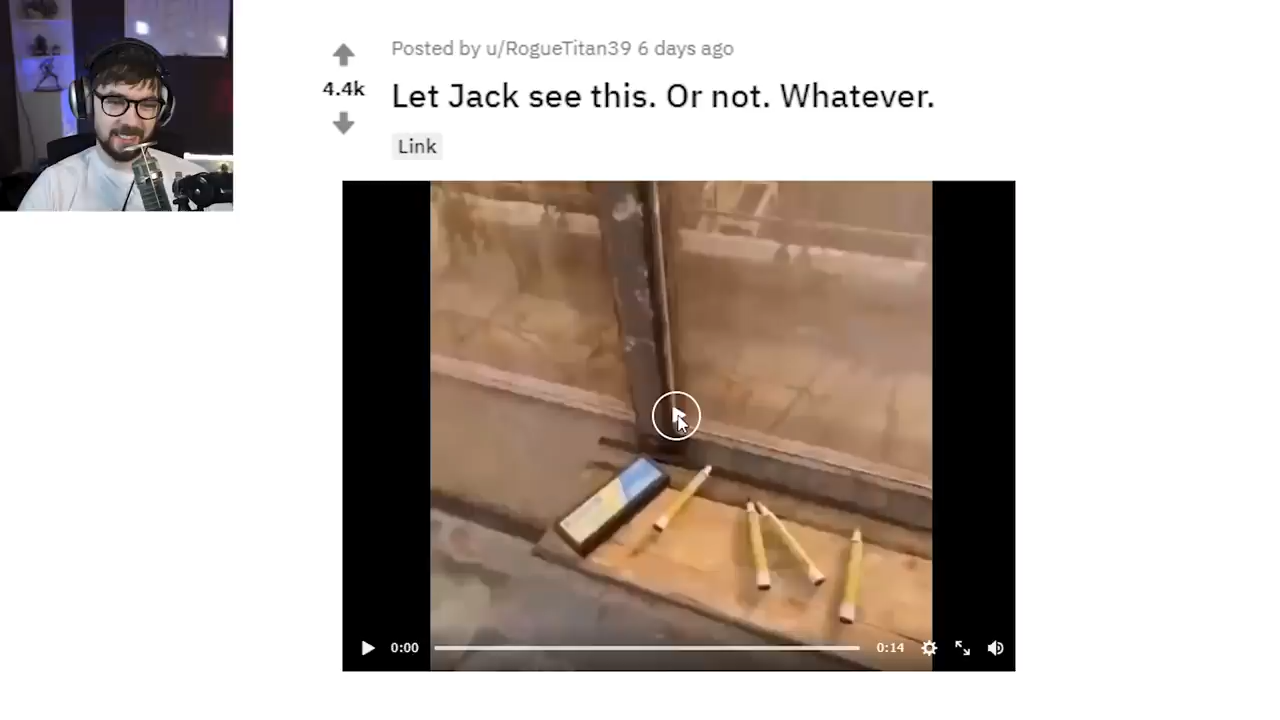 Posted by u/RogueTitan39 6 days ago
4.4k
Let Jack see this. Or not. Whatever.
Link
0:00
0:14